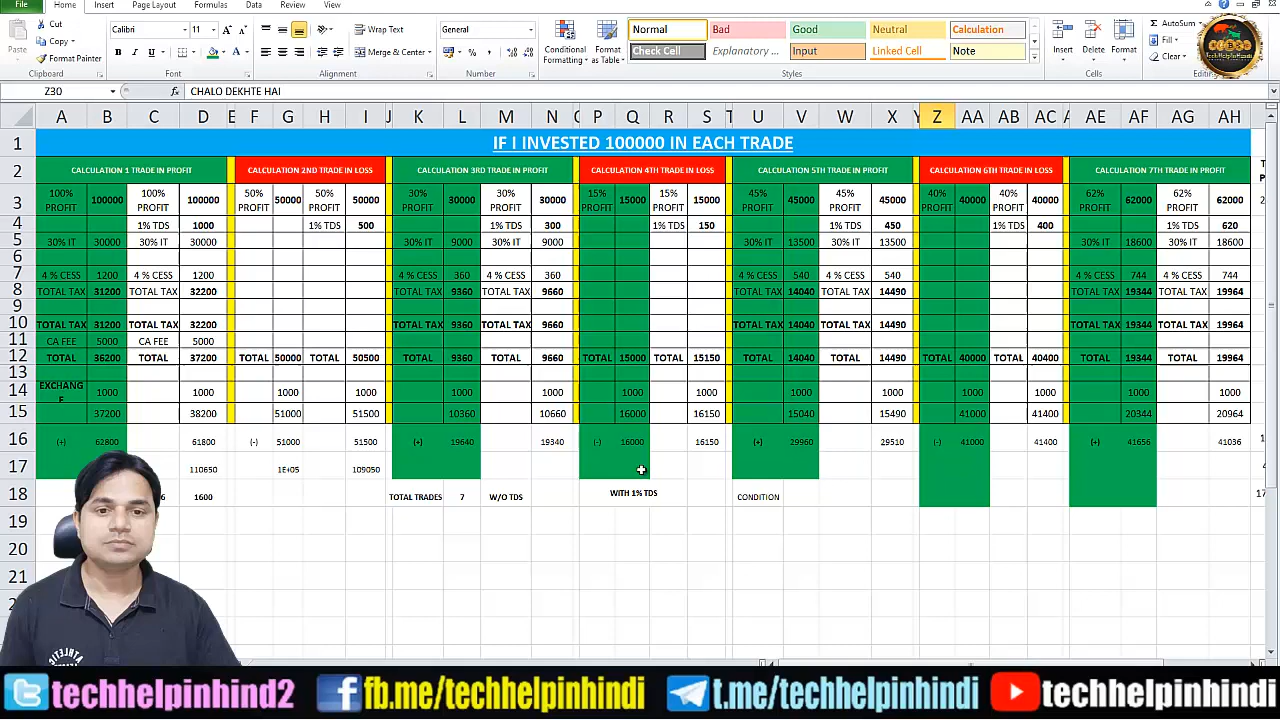 File Home Insert Page Layout Formulas Data Review View
Cut
Copy
Format Painter
Paste
Clipboard
Calibri 11
Font
Wrap Text
Merge & Center
Alignment
General
Number
Conditional Formatting
Format as Table
Normal Bad Good Neutral Calculation
Check Cell Explanatory ... Input Linked Cell Note
Styles
Insert Delete Format
Cells
AutoSum
Fill
Clear
Z30 fx CHALO DEKHTE HAI
A B C D E F G H I J K L M N P Q R S T U V W X Y Z AA AB AC AE AF AG AH
1 IF I INVESTED 100000 IN EACH TRADE
2 CALCULATION 1 TRADE IN PROFIT CALCULATION 2ND TRADE IN LOSS CALCULATION 3RD TRADE IN PROFIT CALCULATION 4TH TRADE IN LOSS CALCULATION 5TH TRADE IN PROFIT CALCULATION 6TH TRADE IN LOSS CALCULATION 7TH TRADE IN PROFIT
3 100% PROFIT 100000 100% PROFIT 100000 50% PROFIT 50000 50% PROFIT 50000 30% PROFIT 30000 30% PROFIT 30000 15% PROFIT 15000 15% PROFIT 15000 45% PROFIT 45000 45% PROFIT 45000 40% PROFIT 40000 40% PROFIT 40000 62% PROFIT 62000 62% PROFIT 62000
4 1% TDS 1000 1% TDS 500 1% TDS 300 1% TDS 150 1% TDS 450 1% TDS 400 1% TDS 620
5 30% IT 30000 30% IT 30000 30% IT 9000 30% IT 9000 30% IT 13500 30% IT 13500 30% IT 18600 30% IT 18600
6
7 4 % CESS 1200 4 % CESS 1200 4 % CESS 360 4 % CESS 360 4 % CESS 540 4 % CESS 540 4 % CESS 744 4 % CESS 744
8 TOTAL TAX 31200 TOTAL TAX 32200 TOTAL TAX 9360 TOTAL TAX 9660 TOTAL TAX 14040 TOTAL TAX 14490 TOTAL TAX 19344 TOTAL TAX 19964
9
10 TOTAL TAX 31200 TOTAL TAX 32200 TOTAL TAX 9360 TOTAL TAX 9660 TOTAL TAX 14040 TOTAL TAX 14490 TOTAL TAX 19344 TOTAL TAX 19964
11 CA FEE 5000 CA FEE 5000
12 TOTAL 36200 TOTAL 37200 TOTAL 50000 TOTAL 50500 TOTAL 9360 TOTAL 9660 TOTAL 15000 TOTAL 15150 TOTAL 14040 TOTAL 14490 TOTAL 40000 TOTAL 40400 TOTAL 19344 TOTAL 19964
13
14 EXCHANG 1000 1000 1000 1000 1000 1000 1000 1000 1000 1000 1000 1000 1000 1000
15 37200 38200 51000 51500 10360 10660 16000 16150 15040 15490 41000 41400 20344 20964
16 (+) 62800 61800 (-) 51000 51500 (+) 19640 19340 (-) 16000 16150 (+) 29960 29510 (-) 41000 41400 (+) 41656 41036
17 110650 1E+05 109050
18 1600 TOTAL TRADES 7 W/O TDS WITH 1% TDS CONDITION
19
20
21
techhelpinhind2 fb.me/techhelpinhindi t.me/techhelpinhindi techhelpinhindi